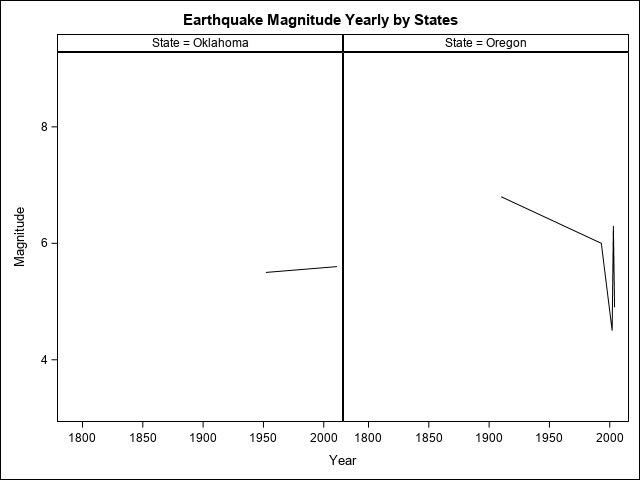 Earthquake Magnitude Yearly by States
State = Oklahoma State = Oregon
8
6
4
Magnitude
1800 1850 1900 1950 2000 1800 1850 1900 1950 2000
Year